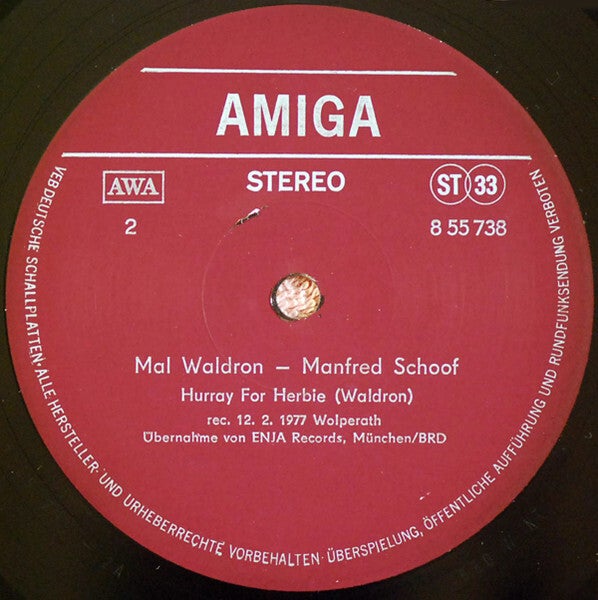 AMIGA
AWA STEREO ST 33
2 8 55 738
Mal Waldron – Manfred Schoof
Hurray For Herbie (Waldron)
rec. 12. 2. 1977 Wolperath
Übernahme von ENJA Records, München/BRD
VEB DEUTSCHE SCHALLPLATTEN · ALLE HERSTELLER- UND URHEBERRECHTE VORBEHALTEN · ÜBERSPIELUNG, ÖFFENTLICHE AUFFÜHRUNG UND RUNDFUNKSENDUNG VERBOTEN